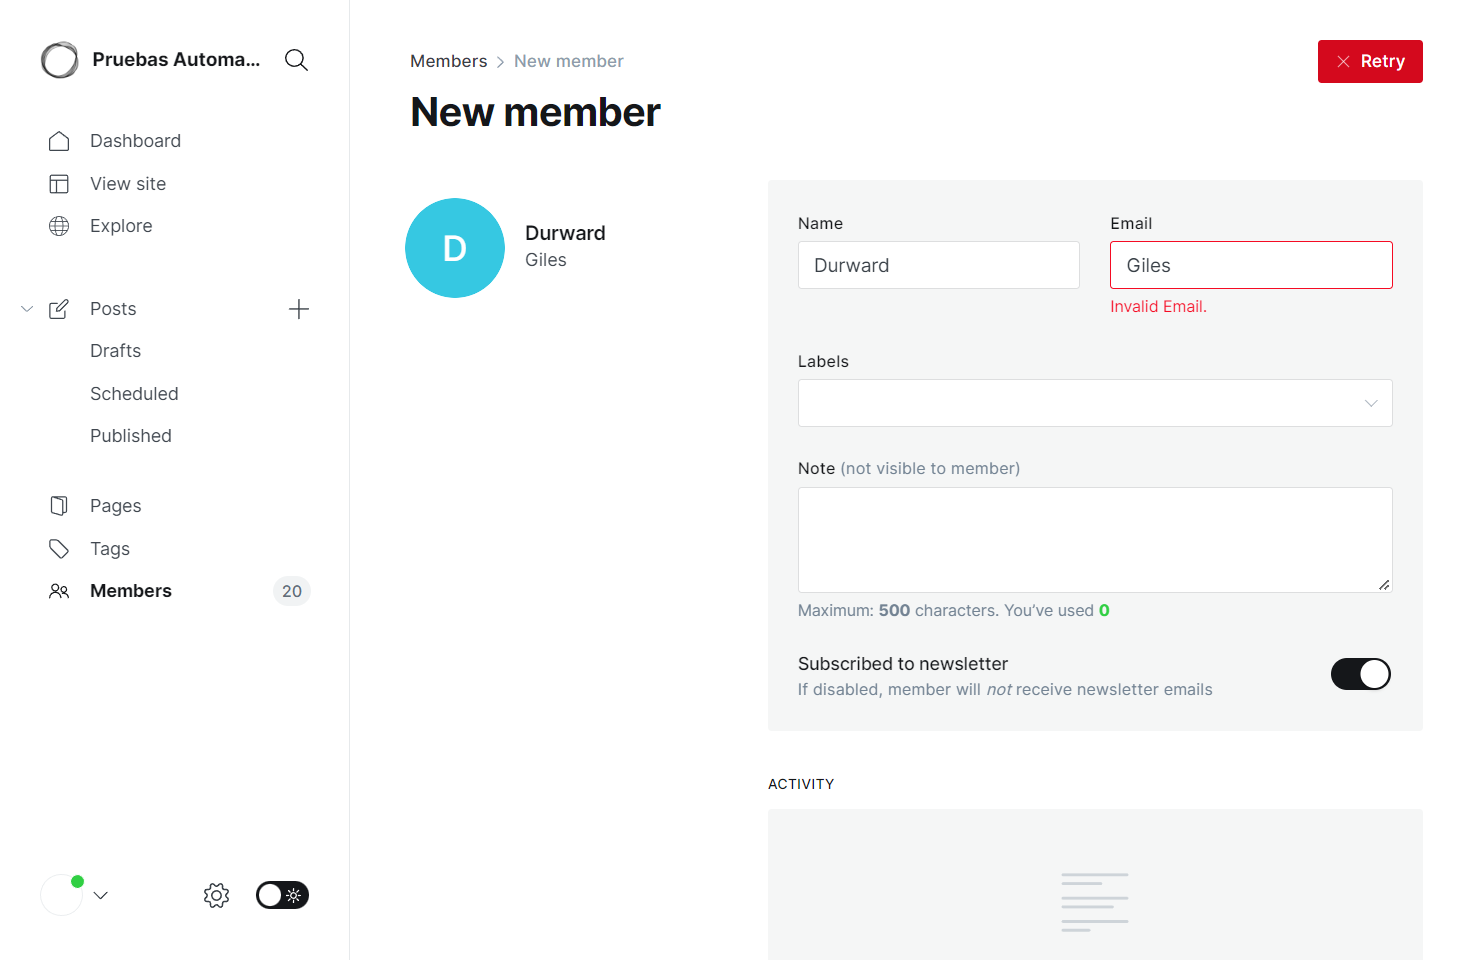 Pruebas Automa...
Dashboard
View site
Explore
Posts
Drafts
Scheduled
Published
Pages
Tags
Members
20
Members > New member
Retry
New member
D
Durward
Giles
Name
Durward
Email
Giles
Invalid Email.
Labels
Note (not visible to member)
Maximum: 500 characters. You’ve used 0
Subscribed to newsletter
If disabled, member will not receive newsletter emails
ACTIVITY